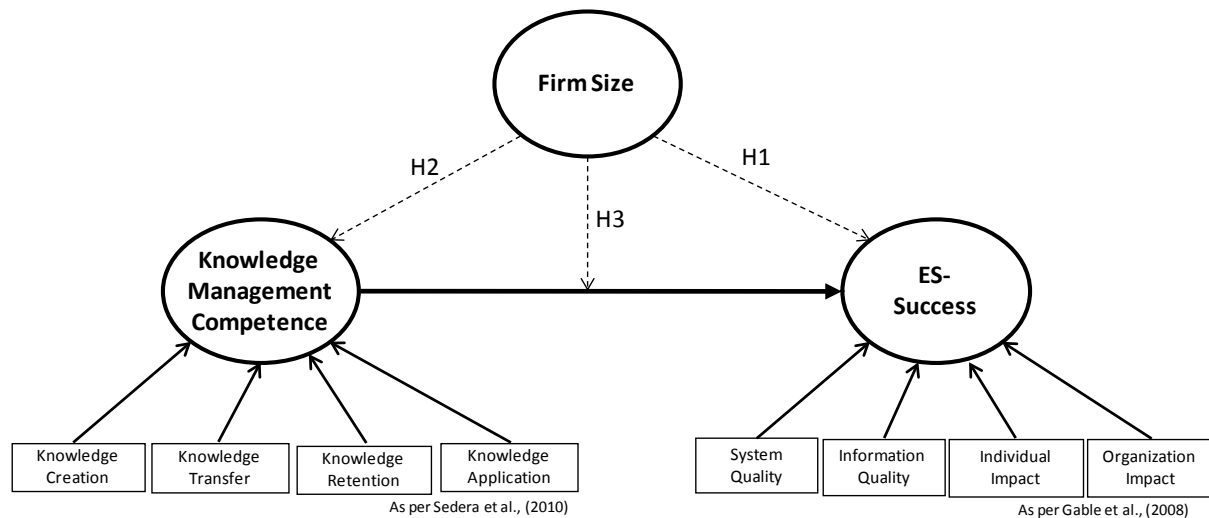 Firm Size
H2
H1
H3
Knowledge
Management
Competence
ES-
Success
Knowledge
Creation
Knowledge
Transfer
Knowledge
Retention
Knowledge
Application
System
Quality
Information
Quality
Individual
Impact
Organization
Impact
As per Sedera et al., (2010)
As per Gable et al., (2008)